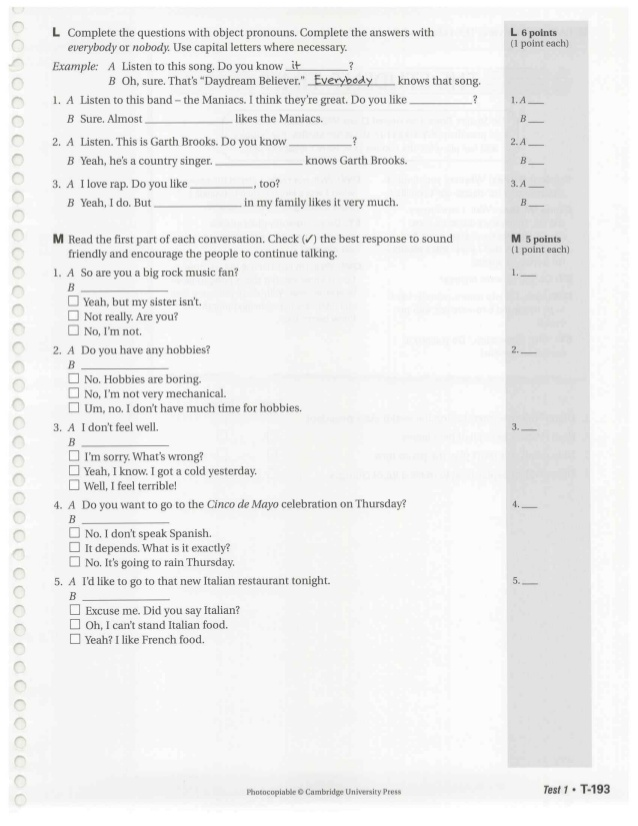 L Complete the questions with object pronouns. Complete the answers with
everybody or nobody. Use capital letters where necessary.
L 6 points
(1 point each)
Example: A Listen to this song. Do you know it ?
B Oh, sure. That's "Daydream Believer." Everybody knows that song.
1. A Listen to this band – the Maniacs. I think they're great. Do you like ___________?
1. A ___
B Sure. Almost _______________ likes the Maniacs.
B ___
2. A Listen. This is Garth Brooks. Do you know ___________?
2. A ___
B Yeah, he's a country singer. _______________ knows Garth Brooks.
B ___
3. A I love rap. Do you like ___________, too?
3. A ___
B Yeah, I do. But _______________ in my family likes it very much.
B ___
M Read the first part of each conversation. Check (✓) the best response to sound
friendly and encourage the people to continue talking.
M 5 points
(1 point each)
1. A So are you a big rock music fan?
1. ___
B _______________
☐ Yeah, but my sister isn't.
☐ Not really. Are you?
☐ No, I'm not.
2. A Do you have any hobbies?
2. ___
B _______________
☐ No. Hobbies are boring.
☐ No, I'm not very mechanical.
☐ Um, no. I don't have much time for hobbies.
3. A I don't feel well.
3. ___
B _______________
☐ I'm sorry. What's wrong?
☐ Yeah, I know. I got a cold yesterday.
☐ Well, I feel terrible!
4. A Do you want to go to the Cinco de Mayo celebration on Thursday?
4. ___
B _______________
☐ No. I don't speak Spanish.
☐ It depends. What is it exactly?
☐ No. It's going to rain Thursday.
5. A I'd like to go to that new Italian restaurant tonight.
5. ___
B _______________
☐ Excuse me. Did you say Italian?
☐ Oh, I can't stand Italian food.
☐ Yeah? I like French food.
Photocopiable © Cambridge University Press
Test 1 • T-193